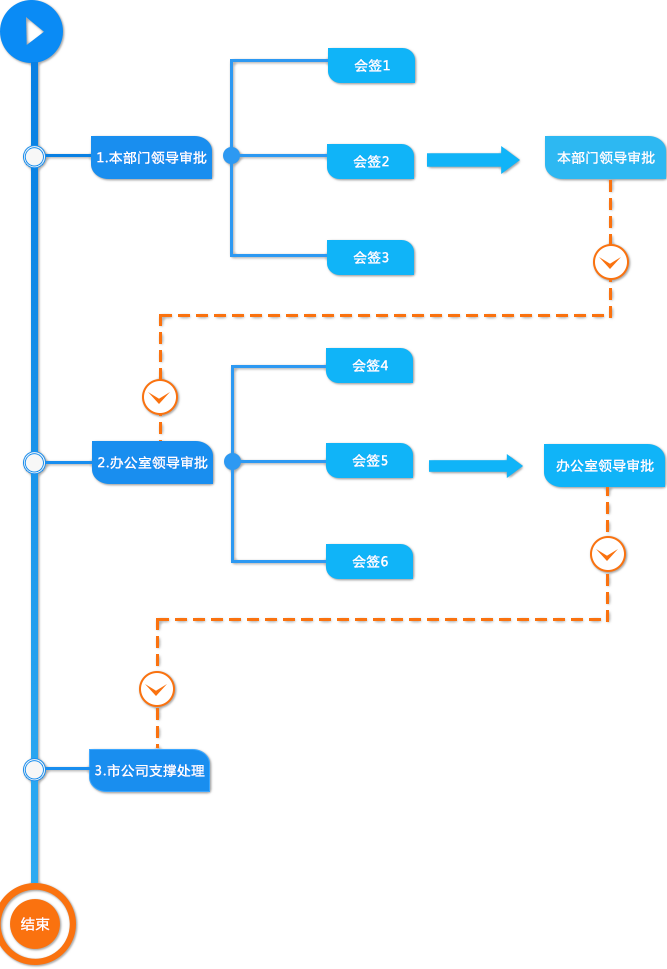 会签1
1.本部门领导审批
会签2
本部门领导审批
会签3
会签4
2.办公室领导审批
会签5
办公室领导审批
会签6
3.市公司支撑处理
结束